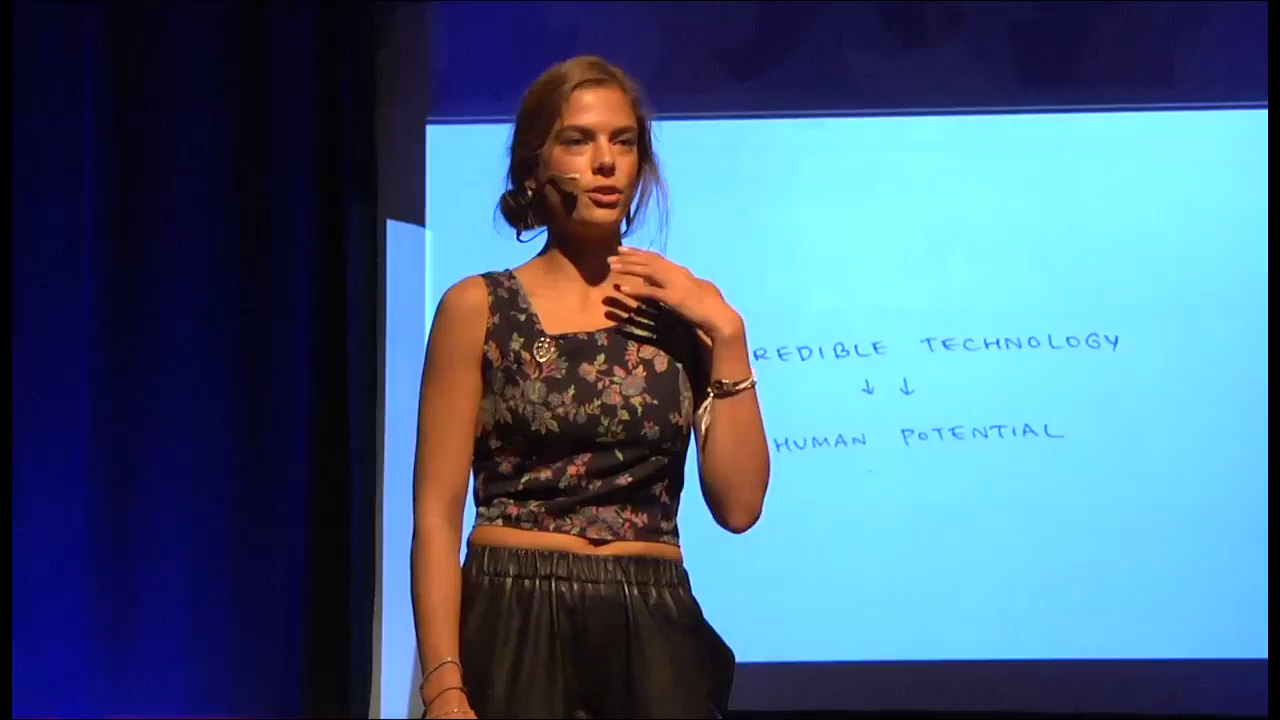 REDIBLE TECHNOLOGY
↓ ↓
HUMAN POTENTIAL